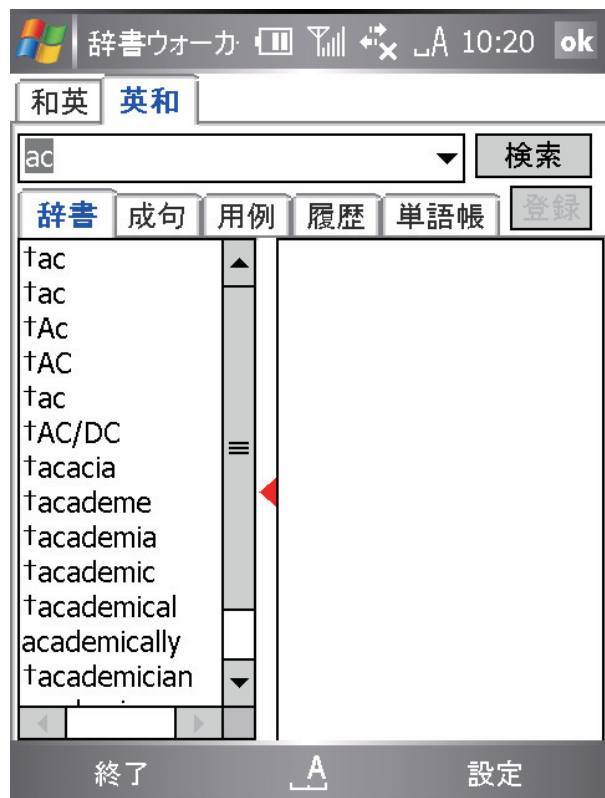 辞書ウォーカ A 10:20 ok
和英 英和
ac 検索
辞書 成句 用例 履歴 単語帳 登録
†ac
†ac
†Ac
†AC
†ac
†AC/DC
†acacia
†academe
†academia
†academic
†academical
academically
†academician
終了 A 設定